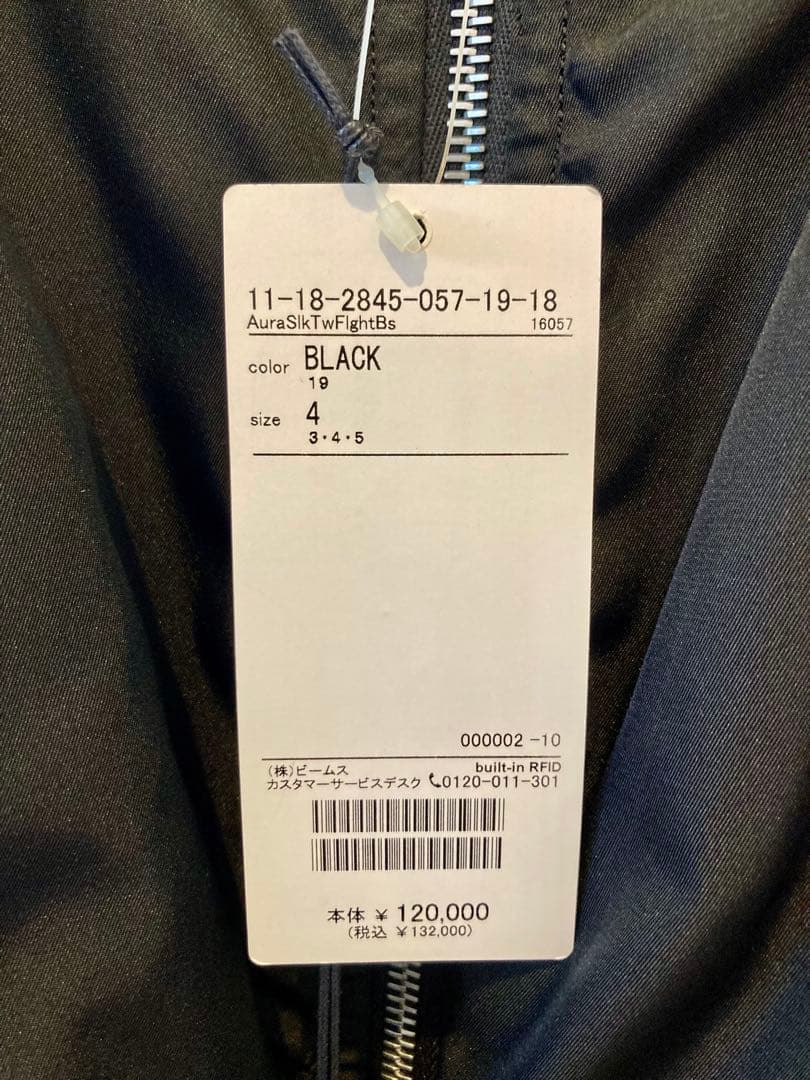 11-18-2845-057-19-18
AuraSlkTwFlghtBs 16057
color BLACK
19
size 4
3・4・5
000002 -10
(株)ビームス built-in RFID
カスタマーサービスデスク 0120-011-301
本体 ¥ 120,000
(税込 ¥132,000)